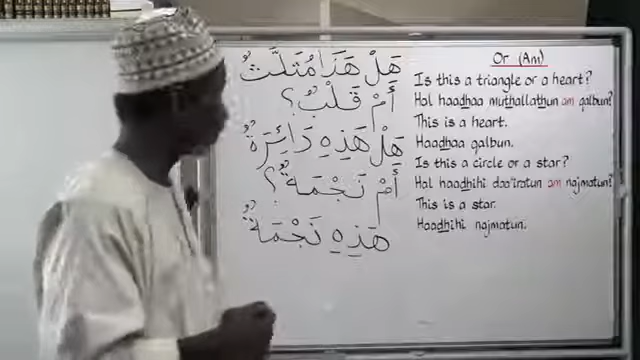 هَلْ هَذَا مُثَلَّثٌ
أَمْ قَلْبٌ؟
هَلْ هَذِهِ دَائِرَةٌ
أَمْ نَجْمَةٌ؟
هَذِهِ نَجْمَةٌ
Or (Am)
Is this a triangle or a heart?
Hal haadhaa muthallathun am qalbun?
This is a heart.
Haadhaa qalbun.
Is this a circle or a star?
Hal haadhihi daa'iratun am najmatun?
This is a star.
Haadhihi najmatun.